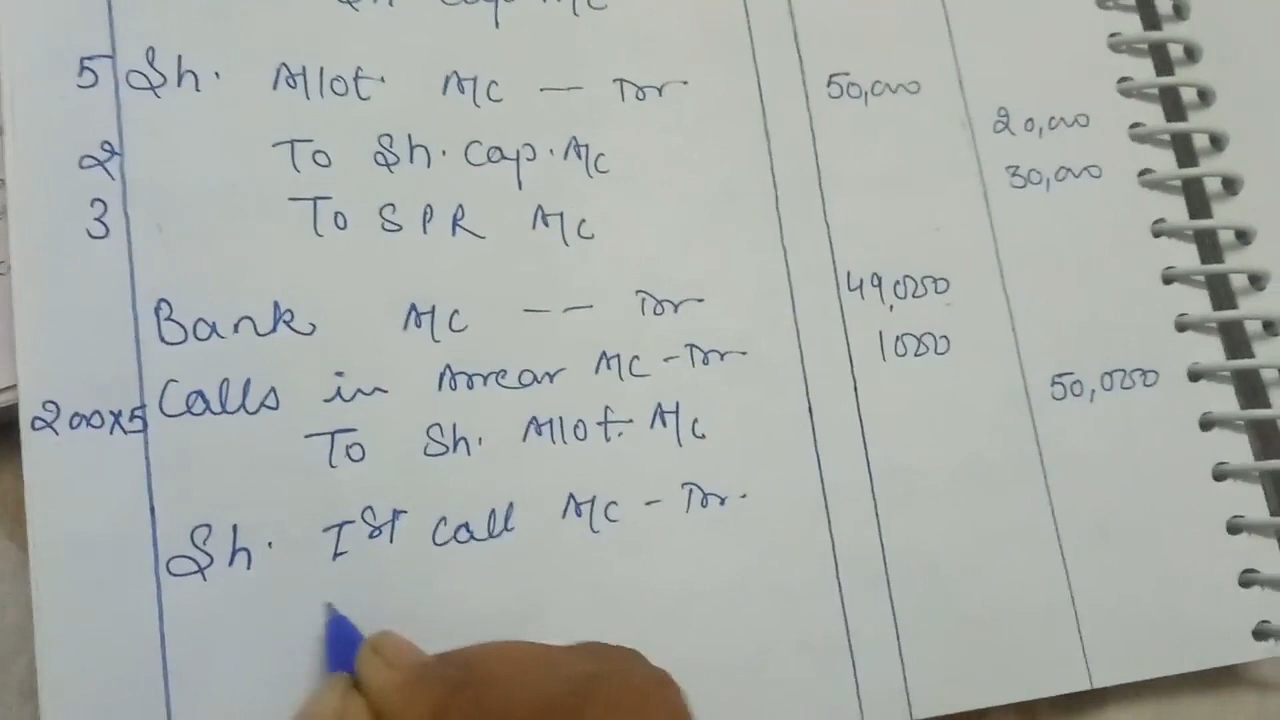 5 Sh. Allot. A/C — Dr 50,000
2 To Sh. Cap. A/C 20,000
3 To SPR A/C 30,000
Bank A/C -- Dr 49,000
Calls in Arrear A/C - Dr 1000
200x5 To Sh. Allot. A/C 50,000
Sh. Ist Call A/C - Dr.